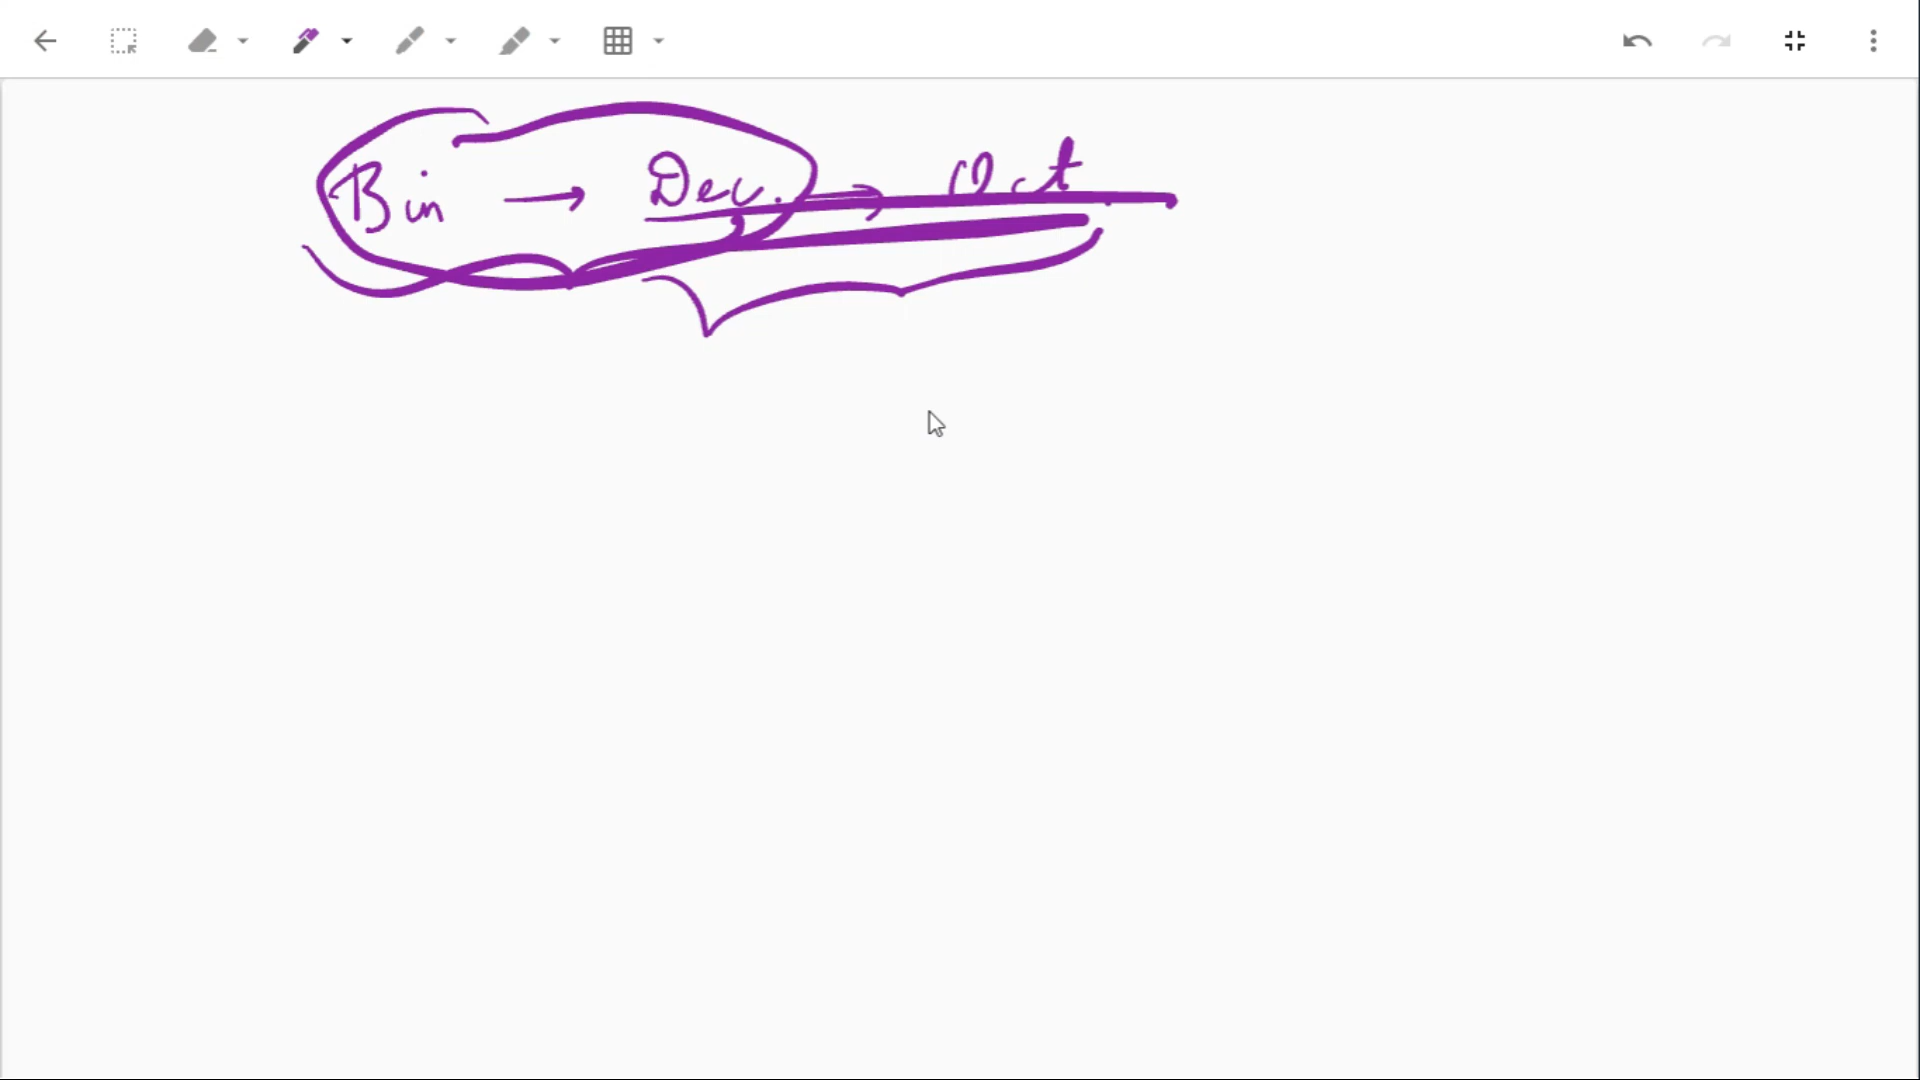 Bin → Dec. → Oct